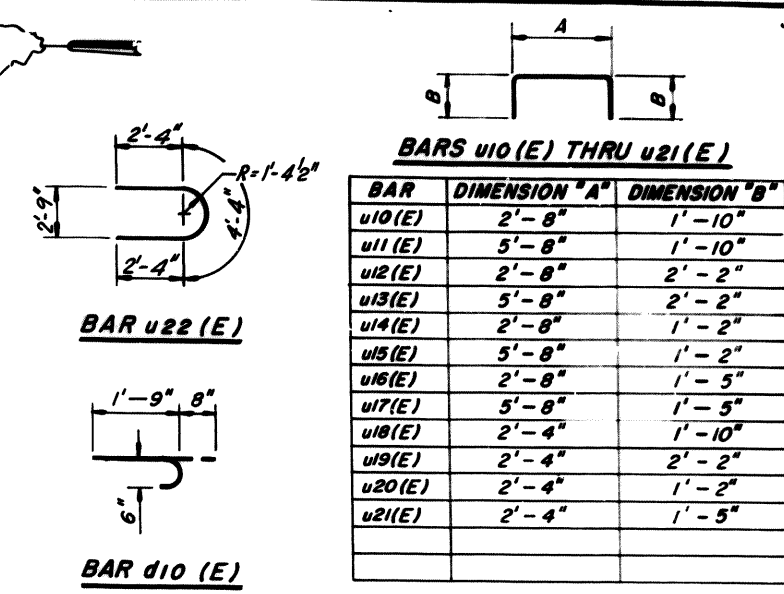 A
B
B
BARS u10(E) THRU u21(E)
2'-4"
R=1'-4½"
2'-9"
4'-4"
2'-4"
BAR u22(E)
1'-9" 8"
6"
BAR d10 (E)
BAR DIMENSION "A" DIMENSION "B"
u10(E) 2'-8" 1'-10"
u11(E) 5'-8" 1'-10"
u12(E) 2'-8" 2'-2"
u13(E) 5'-8" 2'-2"
u14(E) 2'-8" 1'-2"
u15(E) 5'-8" 1'-2"
u16(E) 2'-8" 1'-5"
u17(E) 5'-8" 1'-5"
u18(E) 2'-4" 1'-10"
u19(E) 2'-4" 2'-2"
u20(E) 2'-4" 1'-2"
u21(E) 2'-4" 1'-5"